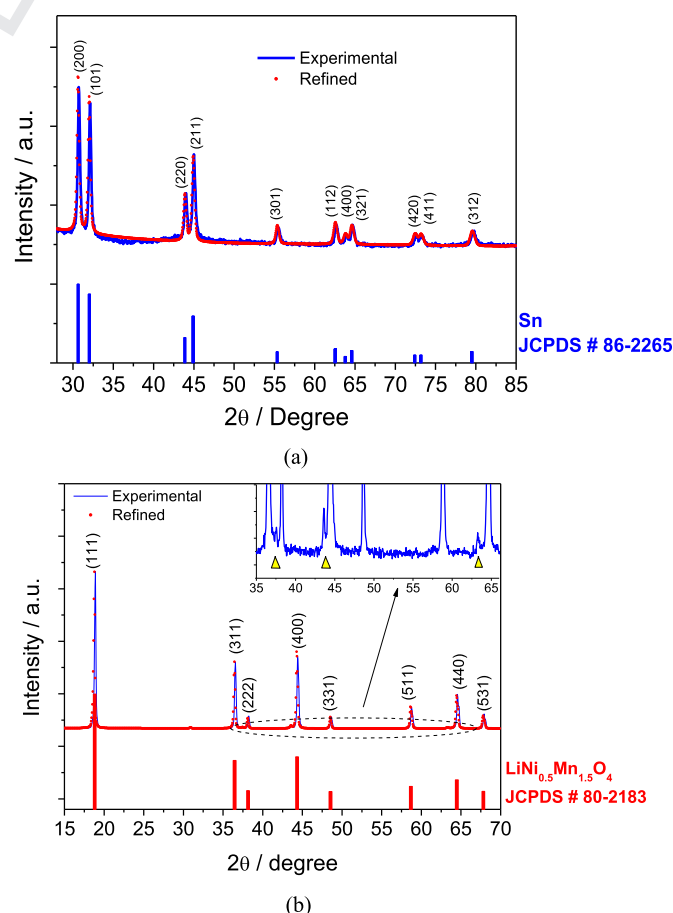 (200)
(101)
(220)
(211)
(301)
(112)
(400)
(321)
(420)
(411)
(312)
Experimental
Refined
Intensity / a.u.
Sn
JCPDS # 86-2265
30 35 40 45 50 55 60 65 70 75 80 85
2θ / Degree
(a)
Experimental
Refined
(111)
(311)
(222)
(400)
(331)
(511)
(440)
(531)
35 40 45 50 55 60 65
Intensity / a.u.
LiNi0.5Mn1.5O4
JCPDS # 80-2183
15 20 25 30 35 40 45 50 55 60 65 70
2θ / degree
(b)